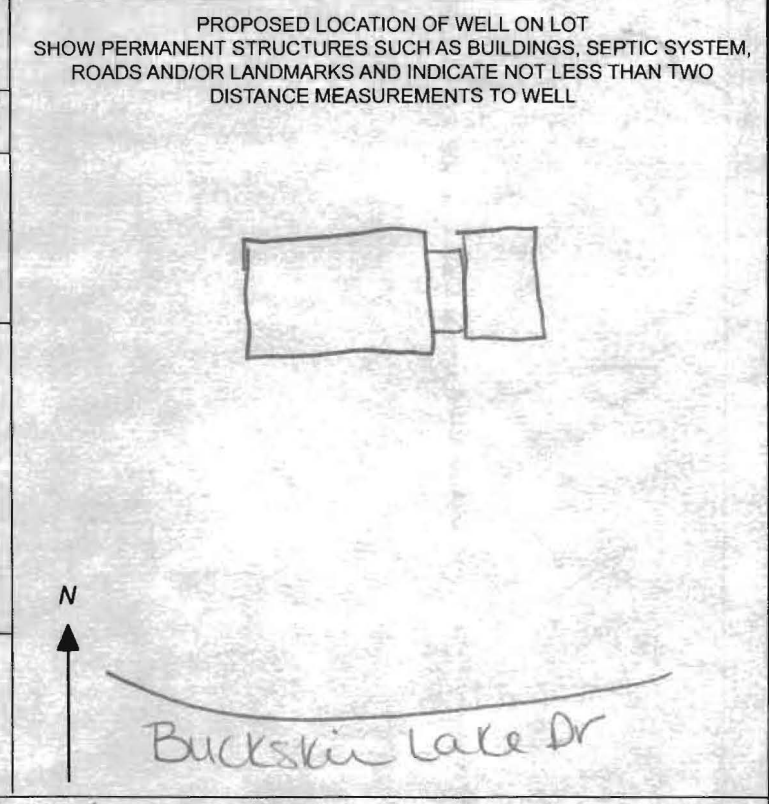 PROPOSED LOCATION OF WELL ON LOT
SHOW PERMANENT STRUCTURES SUCH AS BUILDINGS, SEPTIC SYSTEM,
ROADS AND/OR LANDMARKS AND INDICATE NOT LESS THAN TWO
DISTANCE MEASUREMENTS TO WELL
N
Buckskin Lake Dr